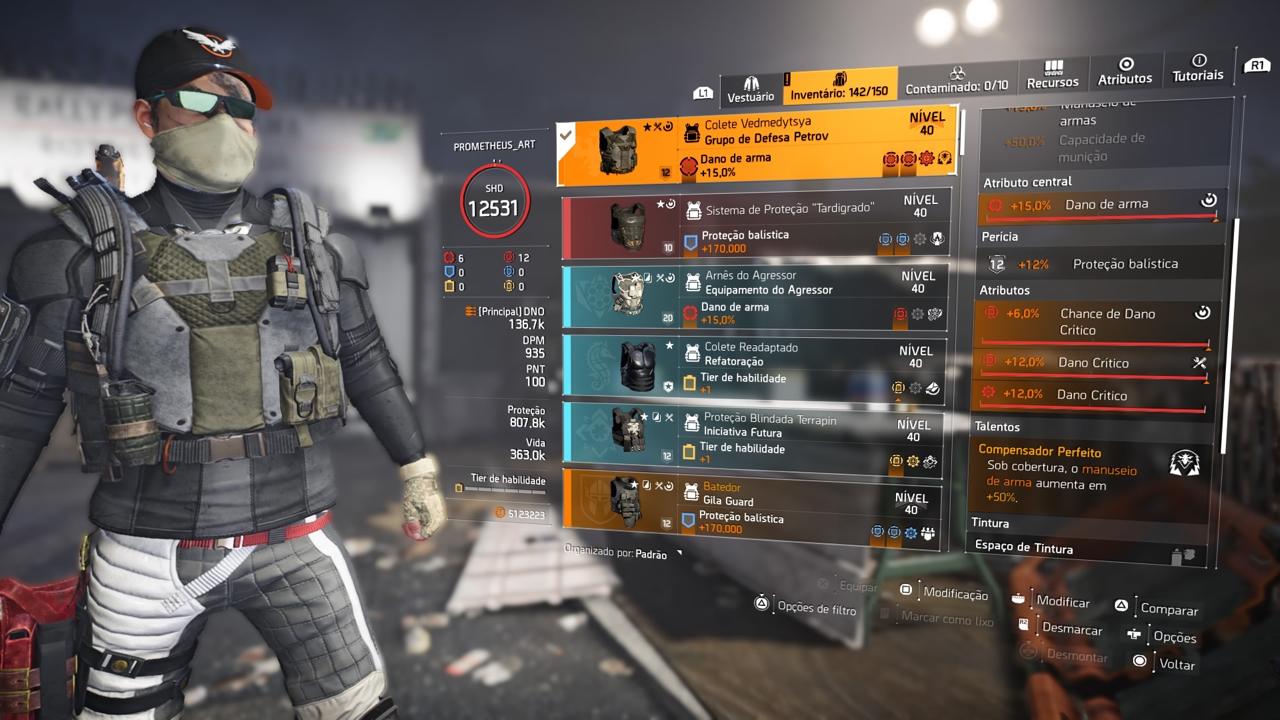 L1
Vestuário
Inventário: 142/150
Contaminado: 0/10
Recursos
Atributos
Tutoriais
R1
PROMETHEUS_ART
SHD
12531
6
12
0
0
0
0
[Principal] DNO
136,7k
DPM
935
PNT
100
Proteção
807.8k
Vida
363.0k
Tier de habilidade
5123223
Colete Vedmedytsya
Grupo de Defesa Petrov
NÍVEL
40
Dano de arma
+15,0%
12
Sistema de Proteção "Tardigrado"
NÍVEL
40
Proteção balística
+170.000
10
Arnês do Agressor
Equipamento do Agressor
NÍVEL
40
Dano de arma
+15,0%
20
Colete Readaptado
Refatoração
NÍVEL
40
Tier de habilidade
+1
Proteção Blindada Terrapin
Iniciativa Futura
NÍVEL
40
Tier de habilidade
+1
12
Batedor
Gila Guard
NÍVEL
40
Proteção balística
+170.000
12
Organizado por: Padrão
Manuseio de
armas
+50,0%
Capacidade de
munição
Atributo central
+15,0% Dano de arma
Perícia
12 +12% Proteção balística
Atributos
+6,0% Chance de Dano
Crítico
+12,0% Dano Crítico
+12,0% Dano Crítico
Talentos
Compensador Perfeito
Sob cobertura, o manuseio
de arma aumenta em
+50%.
Tintura
Espaço de Tintura
Equipar
Modificação
Modificar
Comparar
Opções de filtro
Marcar como lixo
Desmarcar
Opções
Desmontar
Voltar